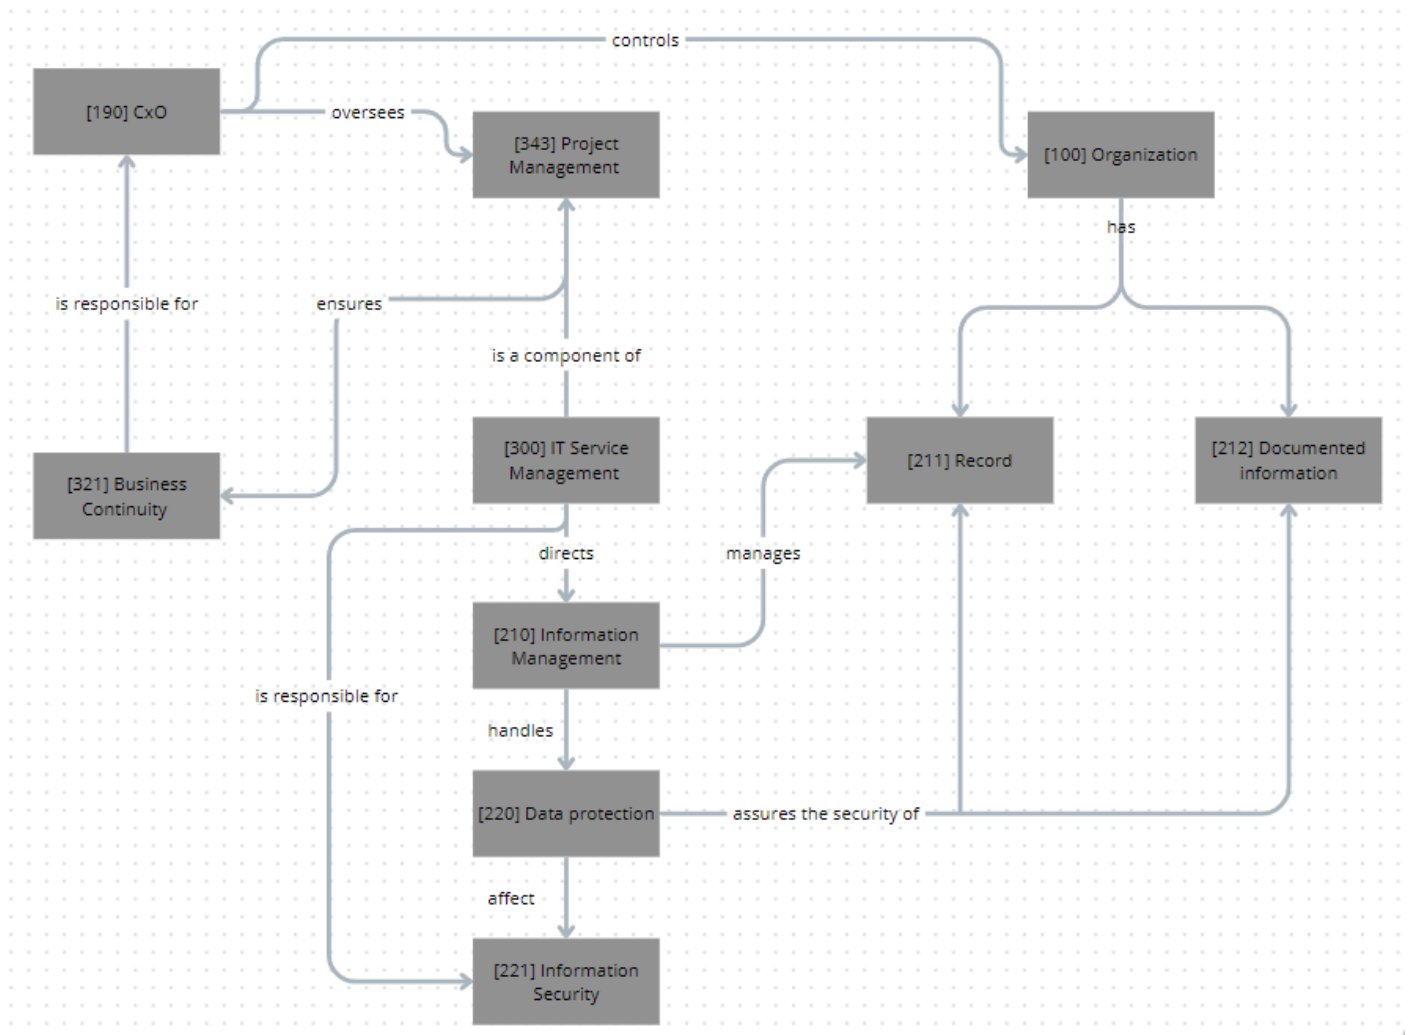 controls
[190] CxO
oversees
[343] Project
Management
[100] Organization
has
is responsible for
ensures
is a component of
[300] IT Service
Management
[211] Record
[212] Documented
information
[321] Business
Continuity
directs
manages
[210] Information
Management
is responsible for
handles
[220] Data protection
assures the security of
affect
[221] Information
Security